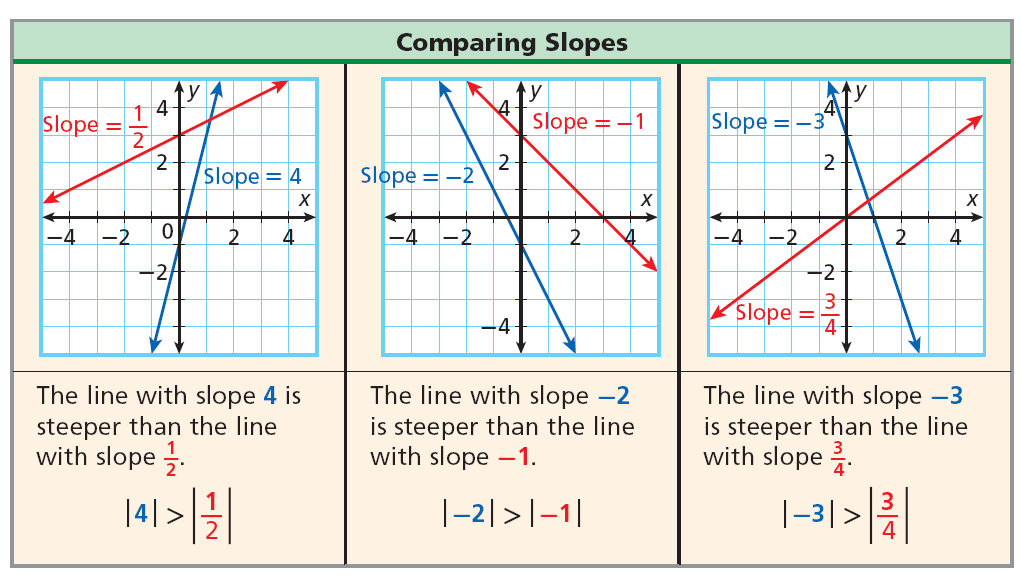 Comparing Slopes
y
4
Slope = 1/2
2
Slope = 4
x
−4 −2 0 2 4
−2
The line with slope 4 is
steeper than the line
with slope 1/2.
|4| > |1/2|
y
4
Slope = −1
2
Slope = −2
x
−4 −2 2 4
−4
The line with slope −2
is steeper than the line
with slope −1.
|−2| > |−1|
y
4
Slope = −3
2
x
−4 −2 2 4
−2
Slope = 3/4
4
The line with slope −3
is steeper than the line
with slope 3/4.
|−3| > |3/4|